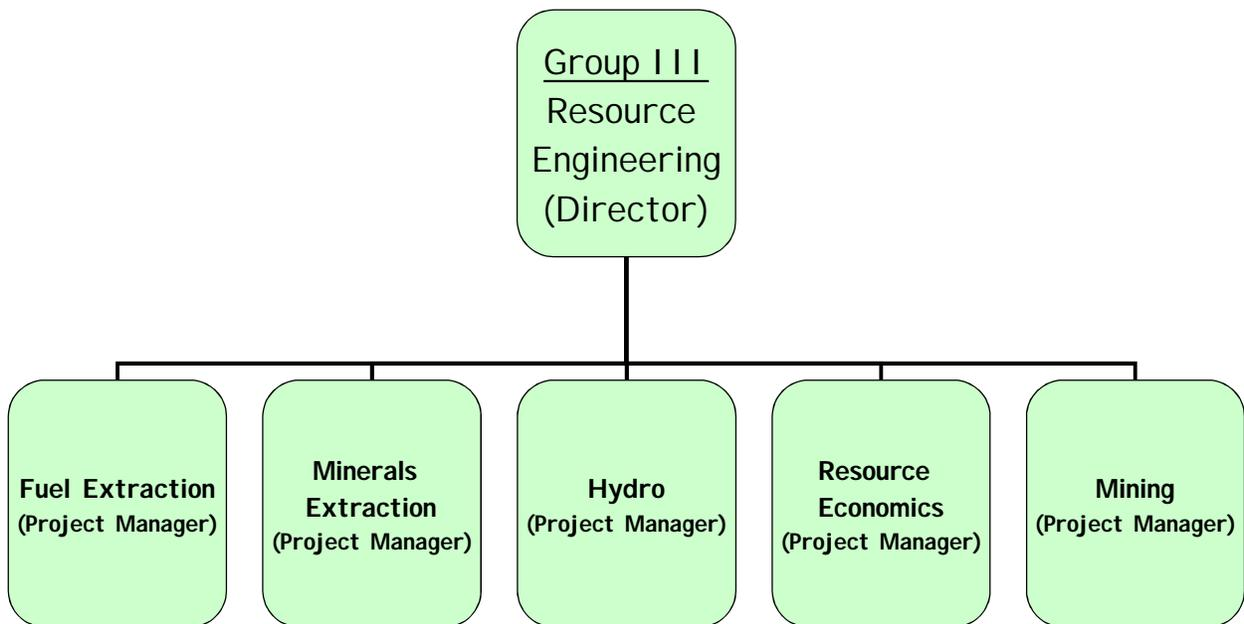 Group III
Resource
Engineering
(Director)
Fuel Extraction
(Project Manager)
Minerals
Extraction
(Project Manager)
Hydro
(Project Manager)
Resource
Economics
(Project Manager)
Mining
(Project Manager)